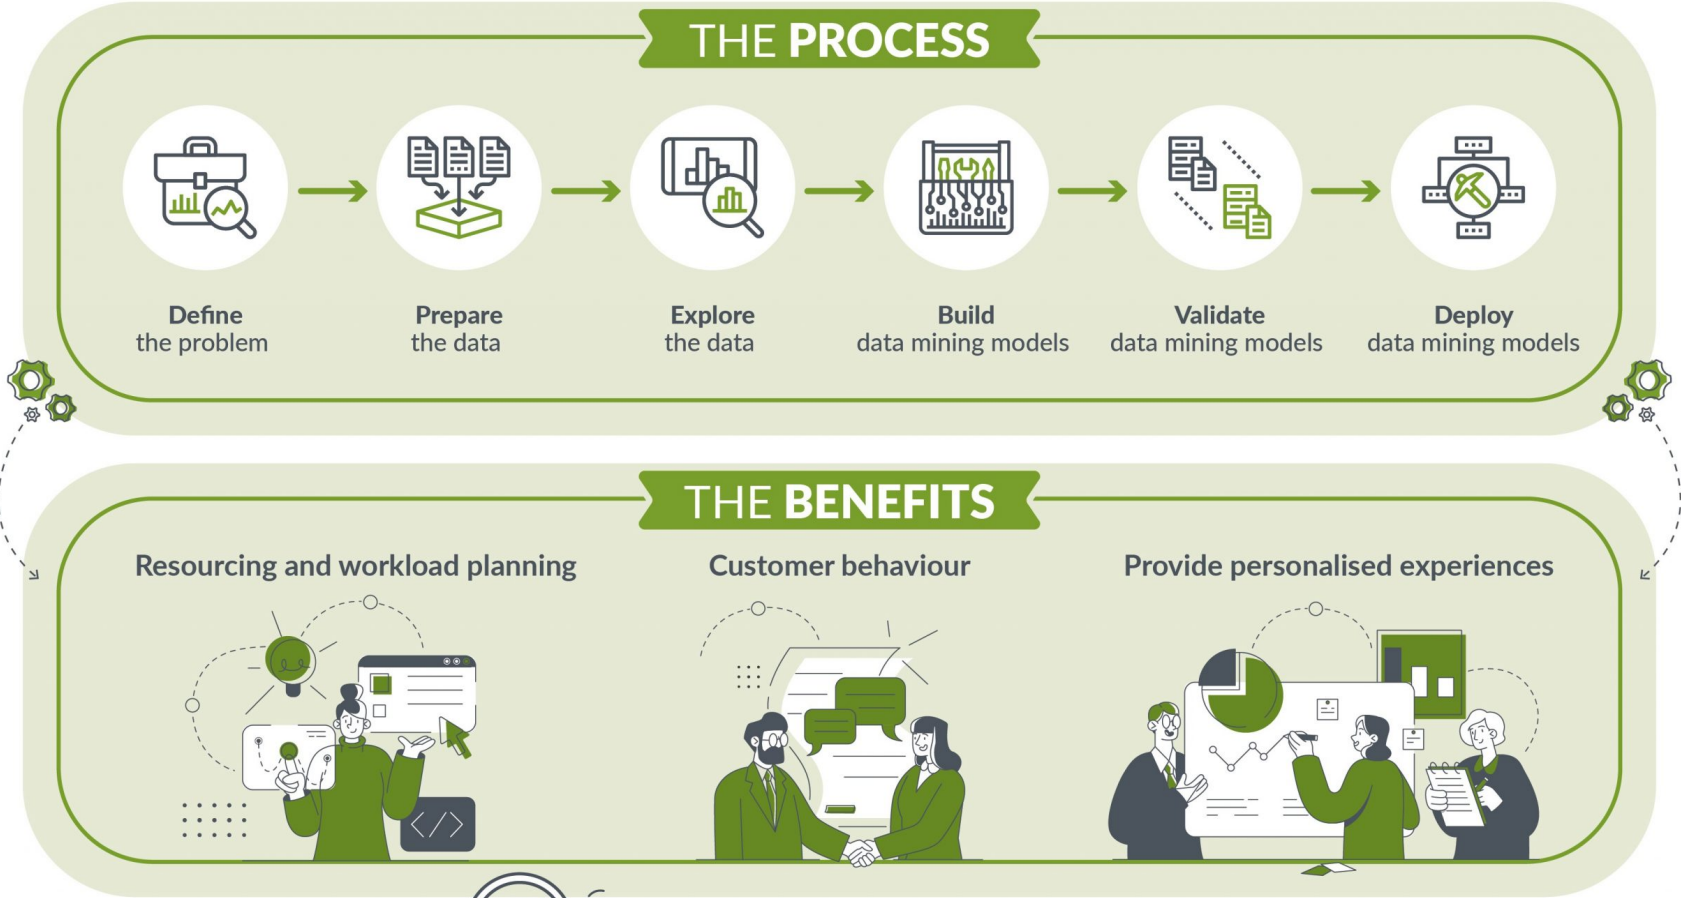 THE PROCESS
Define
the problem
Prepare
the data
Explore
the data
Build
data mining models
Validate
data mining models
Deploy
data mining models
THE BENEFITS
Resourcing and workload planning
Customer behaviour
Provide personalised experiences
</>